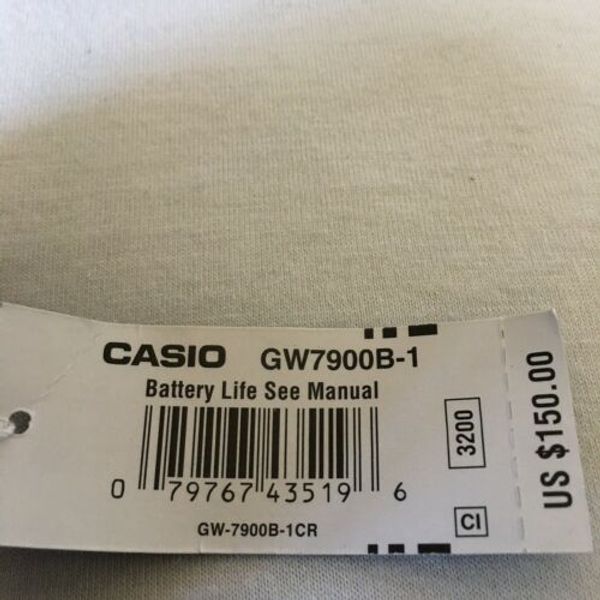 CASIO GW7900B-1
Battery Life See Manual
0 79767 43519 6
GW-7900B-1CR
3200
CI
US $150.00